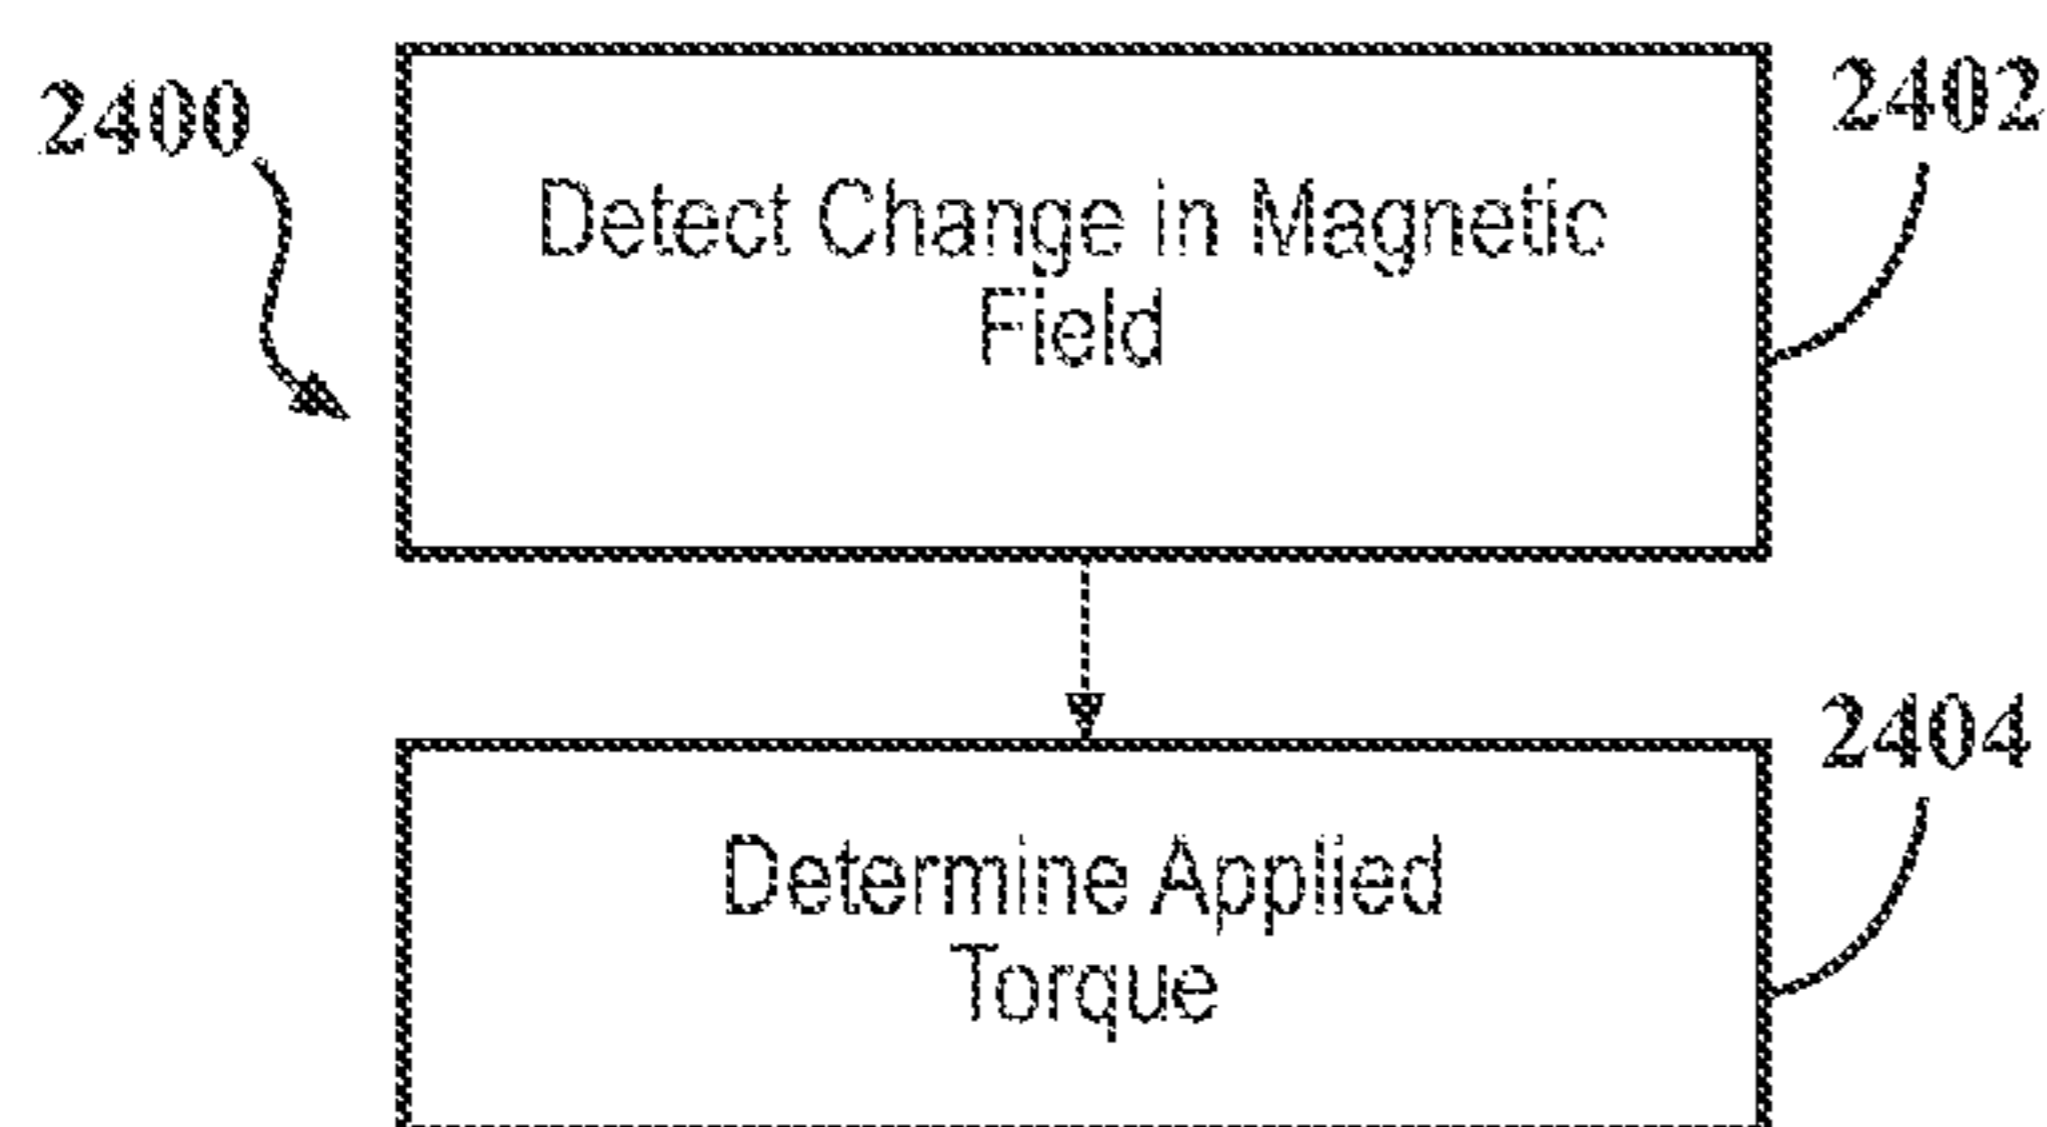 2400
2402
Detect Change in Magnetic
Field
2404
Determine Applied
Torque